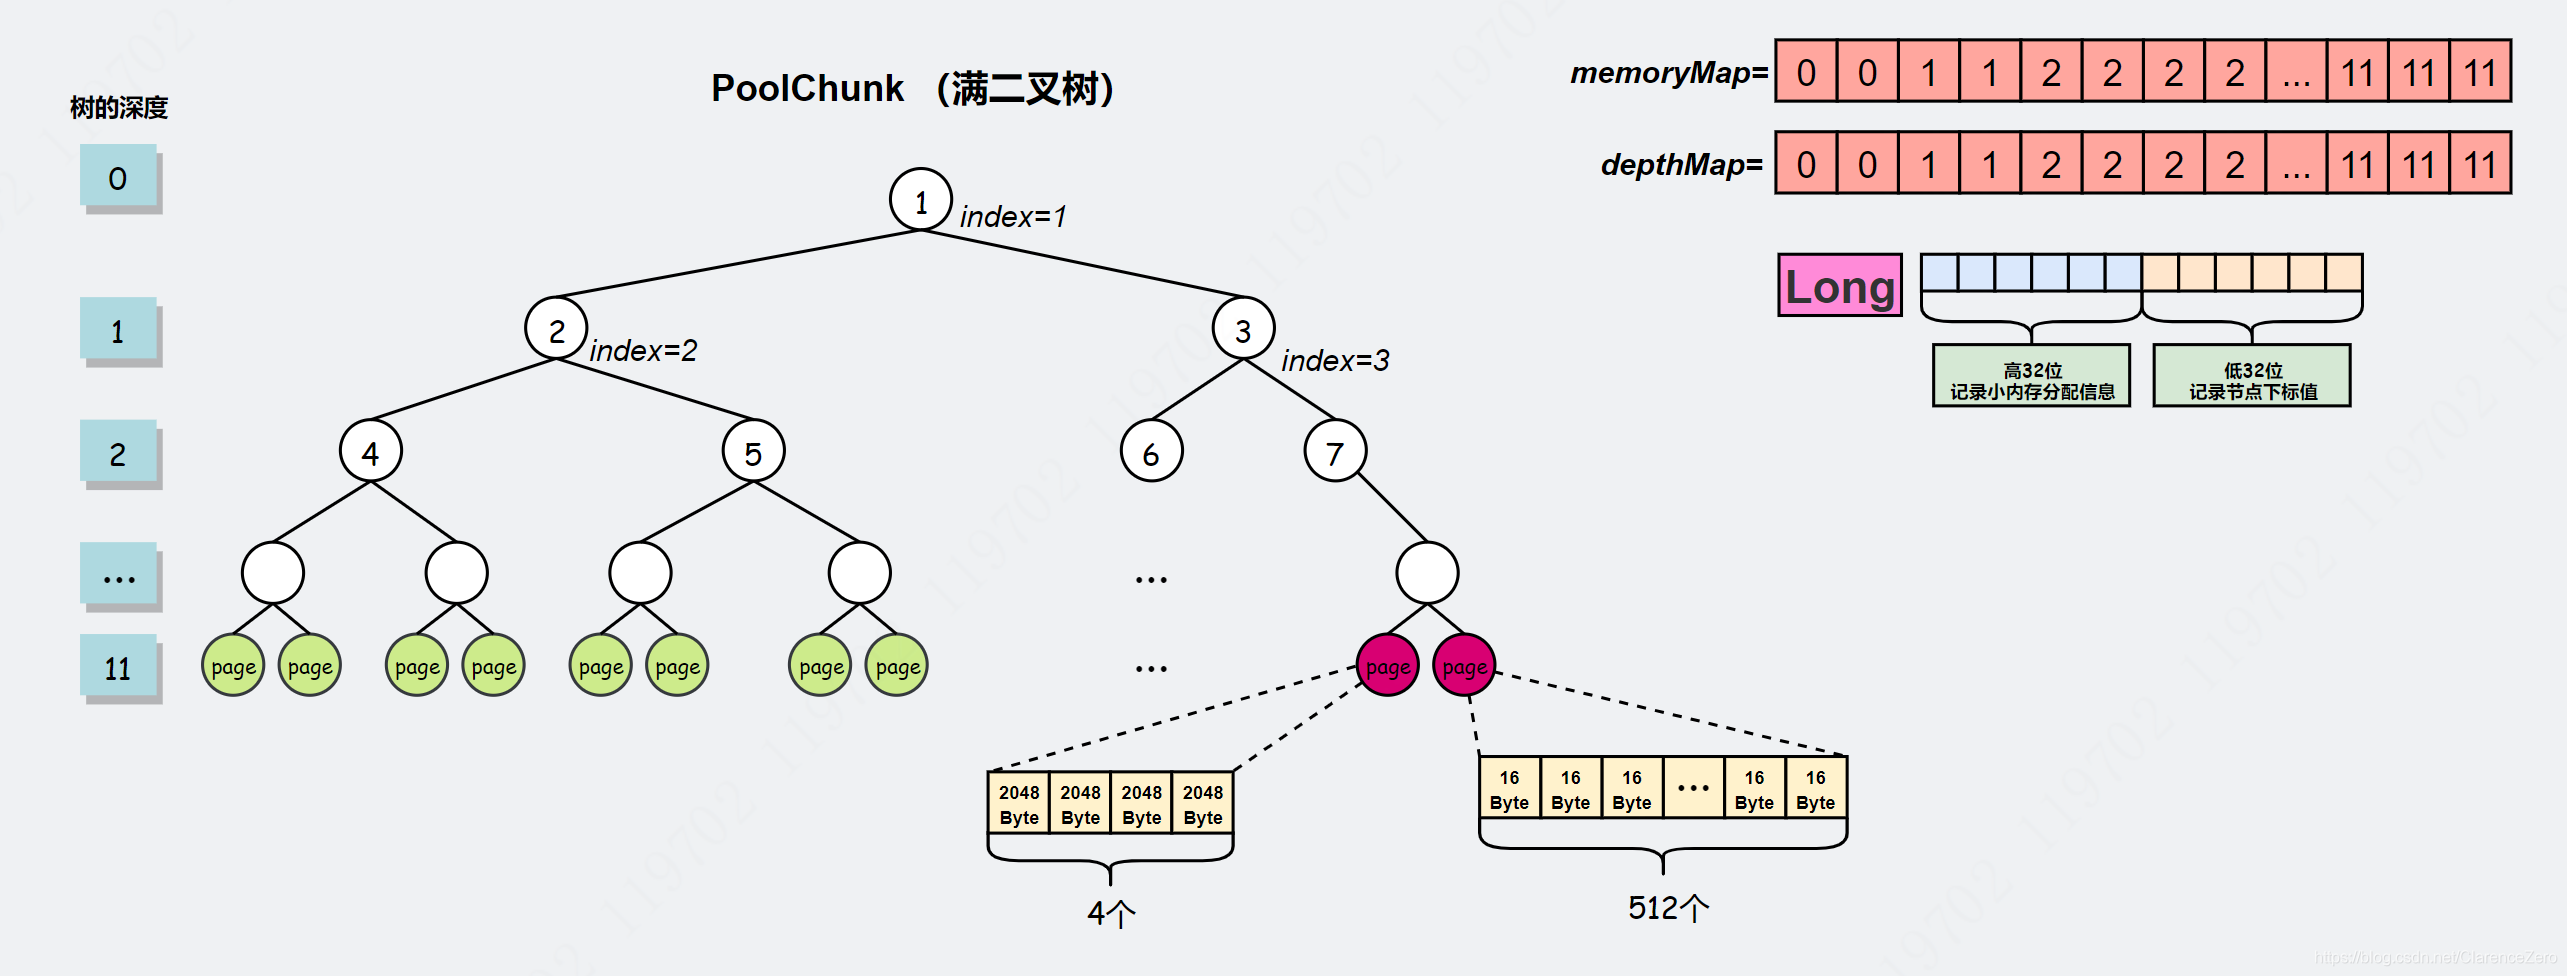 PoolChunk （满二叉树）
树的深度
0
1
2
...
11
1
index=1
2
index=2
3
index=3
4
5
6
7
...
page
page
page
page
page
page
page
page
...
page
page
2048 Byte
2048 Byte
2048 Byte
2048 Byte
4个
16 Byte
16 Byte
16 Byte
...
16 Byte
16 Byte
512个
memoryMap= 0 0 1 1 2 2 2 2 ... 11 11 11
depthMap= 0 0 1 1 2 2 2 2 ... 11 11 11
Long
高32位
记录小内存分配信息
低32位
记录节点下标值
119702
https://blog.csdn.net/ClarenceZero